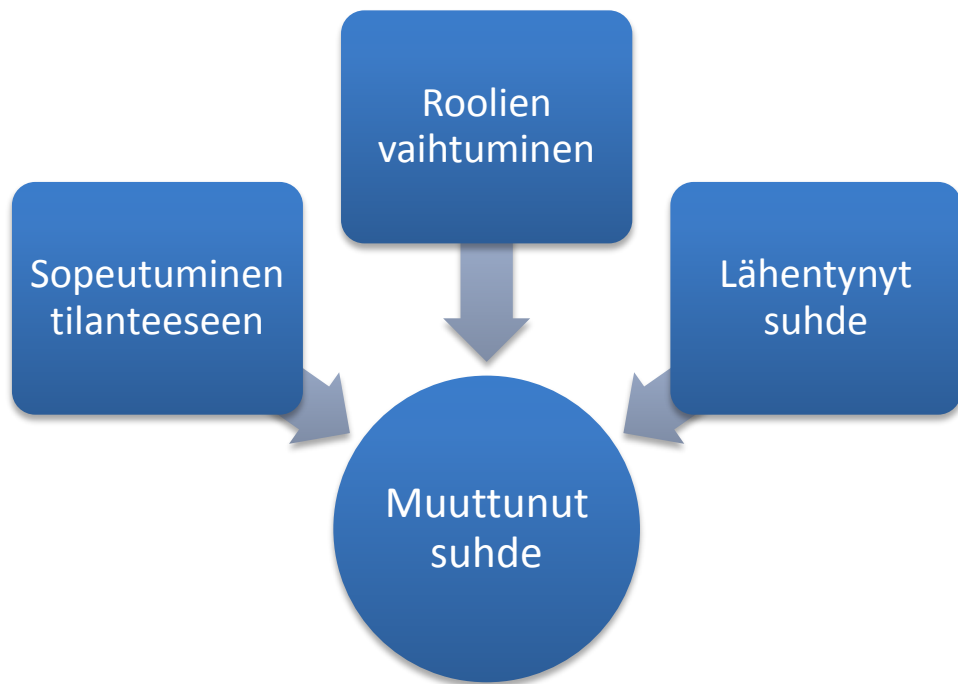 Roolien
vaihtuminen
Sopeutuminen
tilanteeseen
Lähentynyt
suhde
Muuttunut
suhde